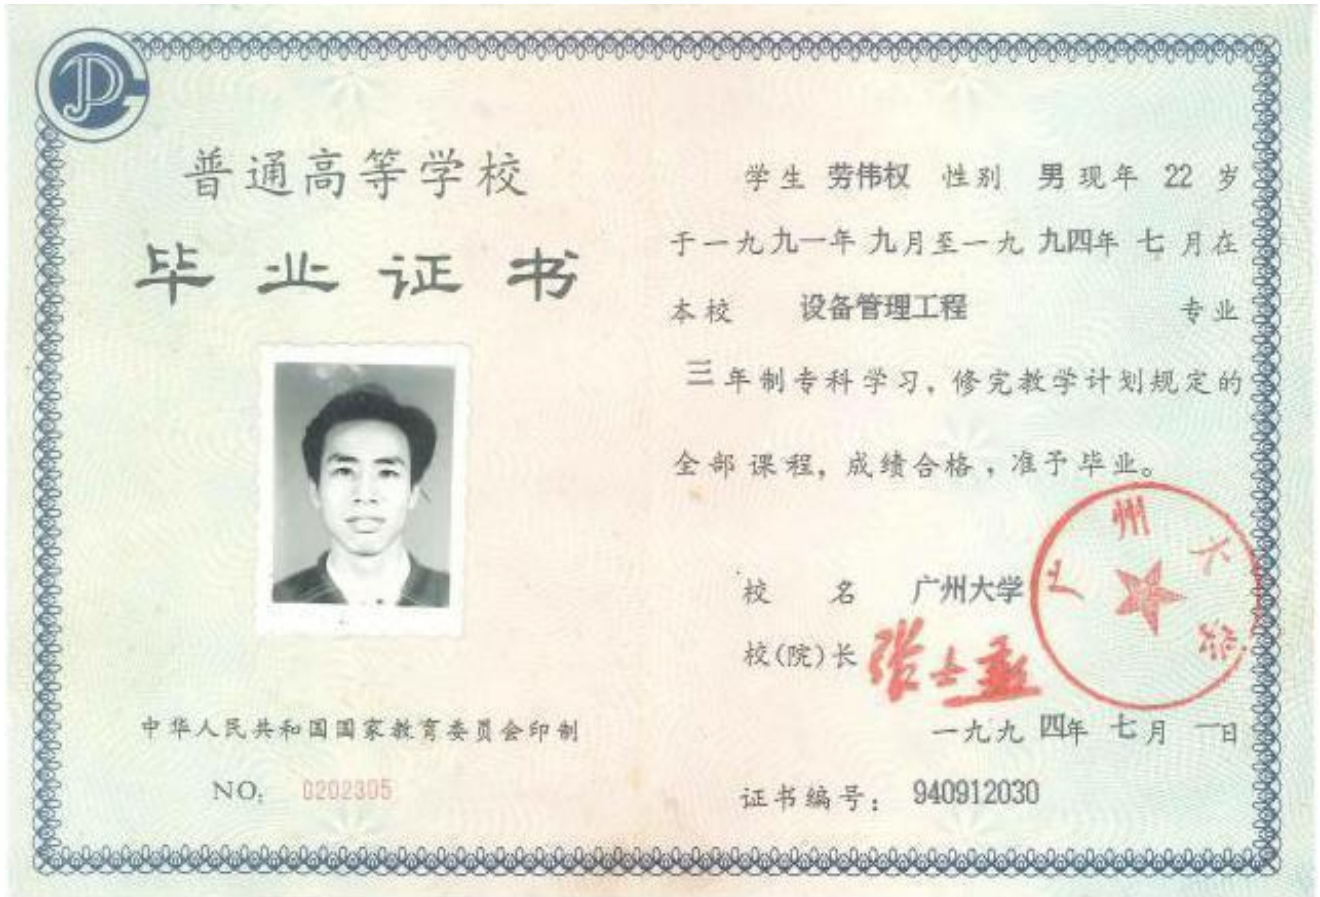 普通高等学校
毕业证书
中华人民共和国国家教育委员会印制
NO: 0202305
学生 劳伟权 性别 男 现年 22 岁
于一九九一年九月至一九九四年七月在
本校 设备管理工程 专业
三年制专科学习，修完教学计划规定的
全部课程，成绩合格，准予毕业。
校 名 广州大学
校(院)长
广州大学
一九九四年七月一日
证书编号：940912030